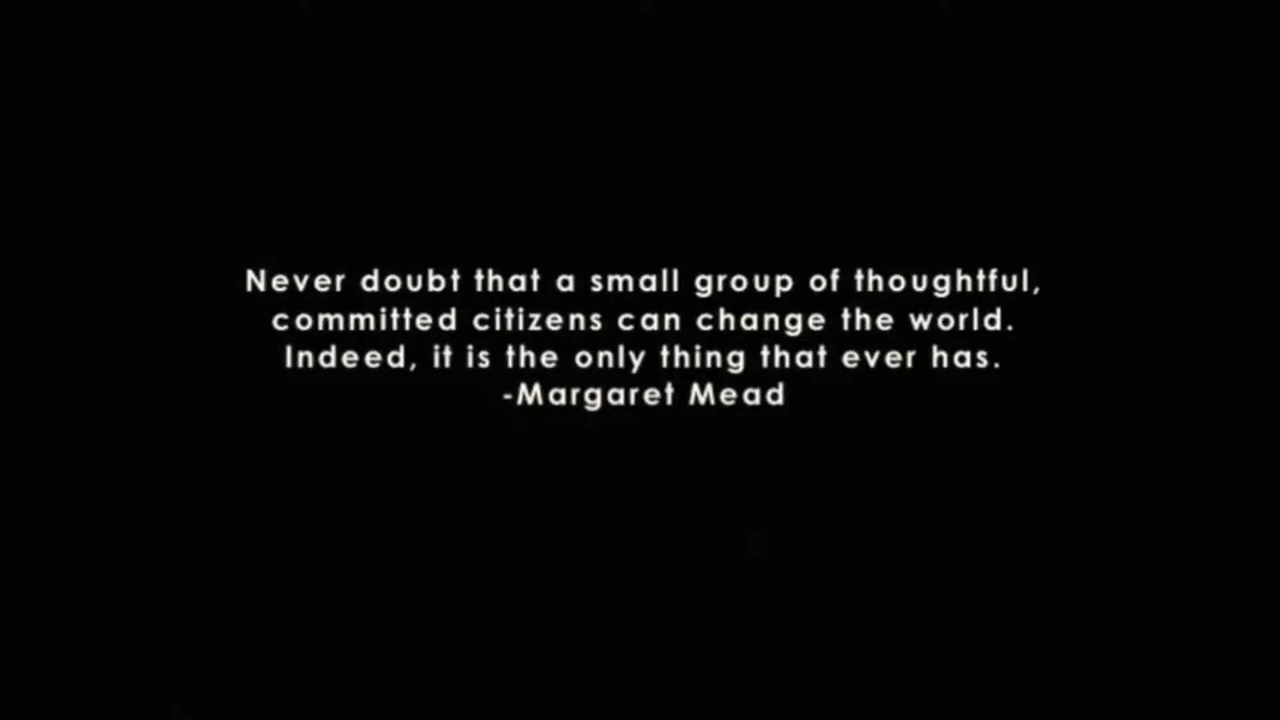 Never doubt that a small group of thoughtful,
committed citizens can change the world.
Indeed, it is the only thing that ever has.
-Margaret Mead